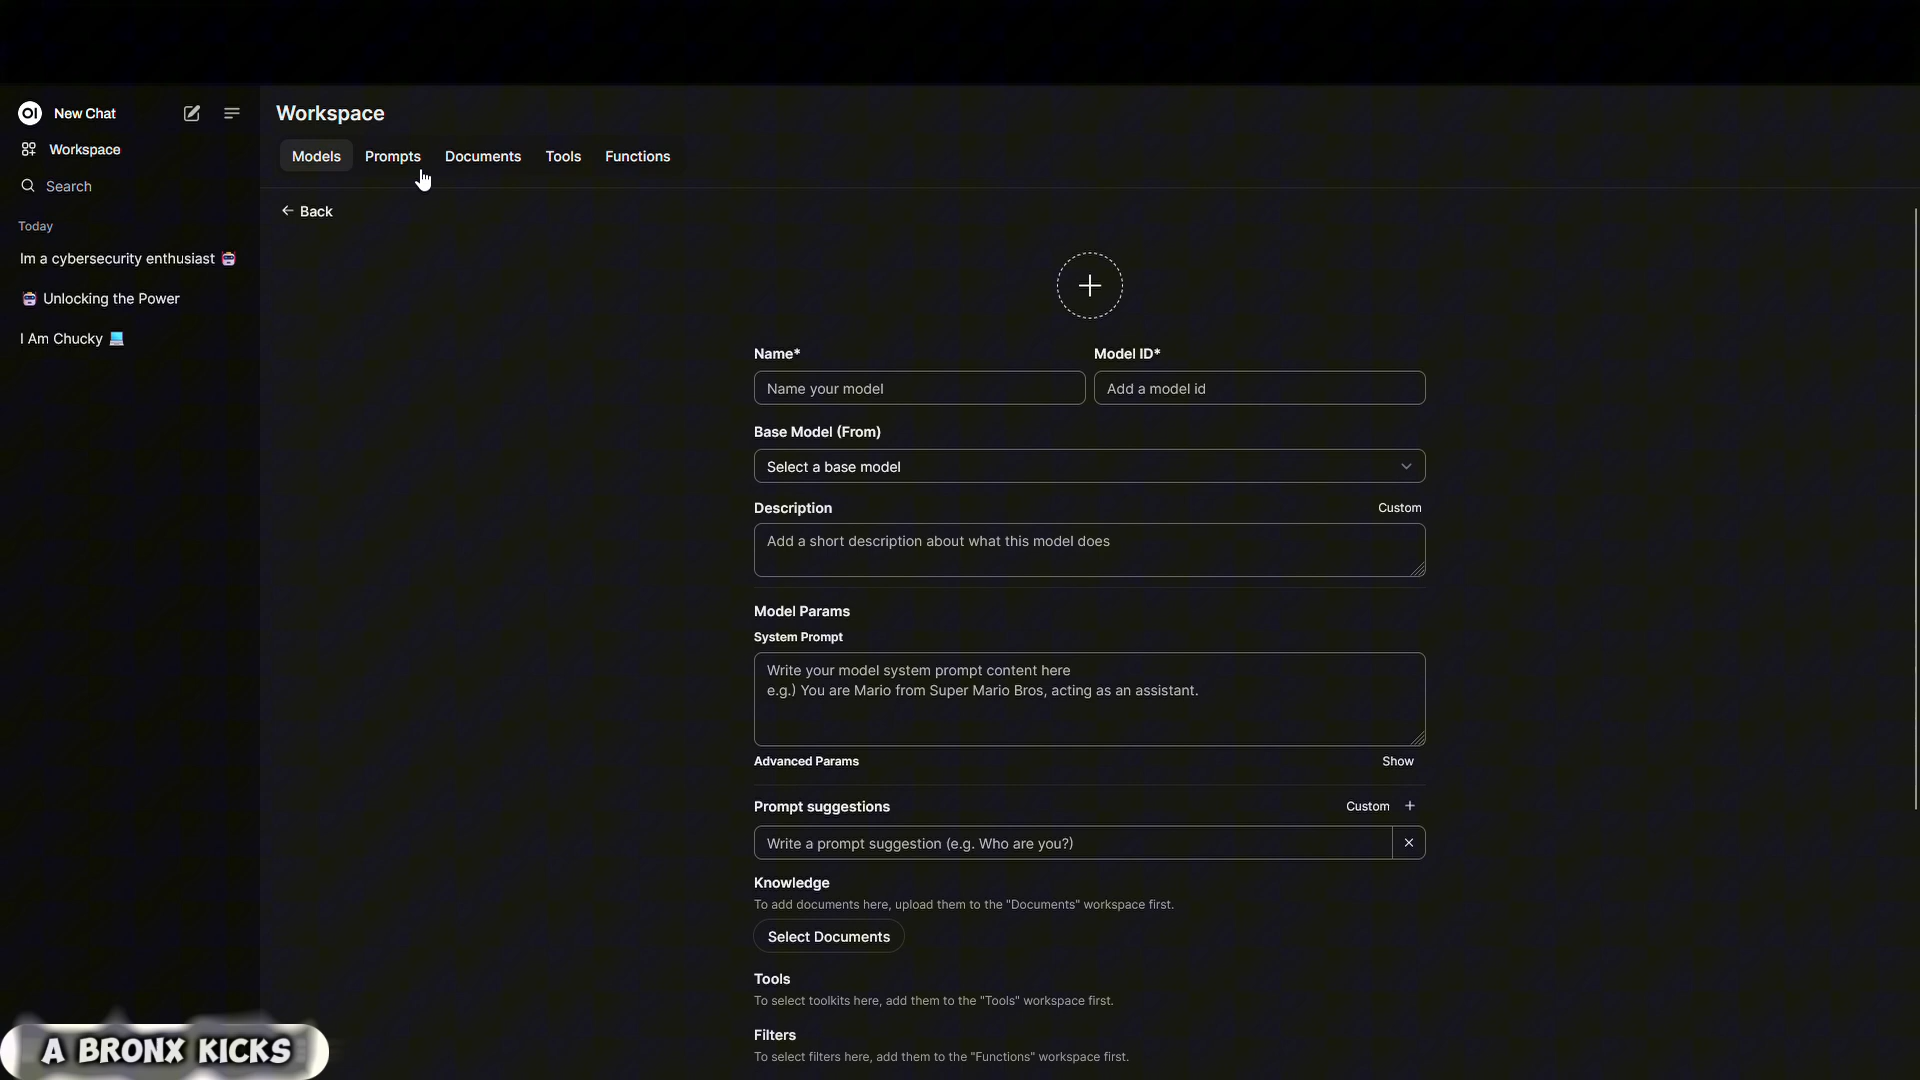 OI New Chat
Workspace
Search
Today
Im a cybersecurity enthusiast
Unlocking the Power
I Am Chucky
Workspace
Models Prompts Documents Tools Functions
Back
Name* Model ID*
Name your model Add a model id
Base Model (From)
Select a base model
Description Custom
Add a short description about what this model does
Model Params
System Prompt
Write your model system prompt content here
e.g.) You are Mario from Super Mario Bros, acting as an assistant.
Advanced Params Show
Prompt suggestions Custom +
Write a prompt suggestion (e.g. Who are you?)
Knowledge
To add documents here, upload them to the "Documents" workspace first.
Select Documents
Tools
To select toolkits here, add them to the "Tools" workspace first.
Filters
To select filters here, add them to the "Functions" workspace first.
A BRONX KICKS